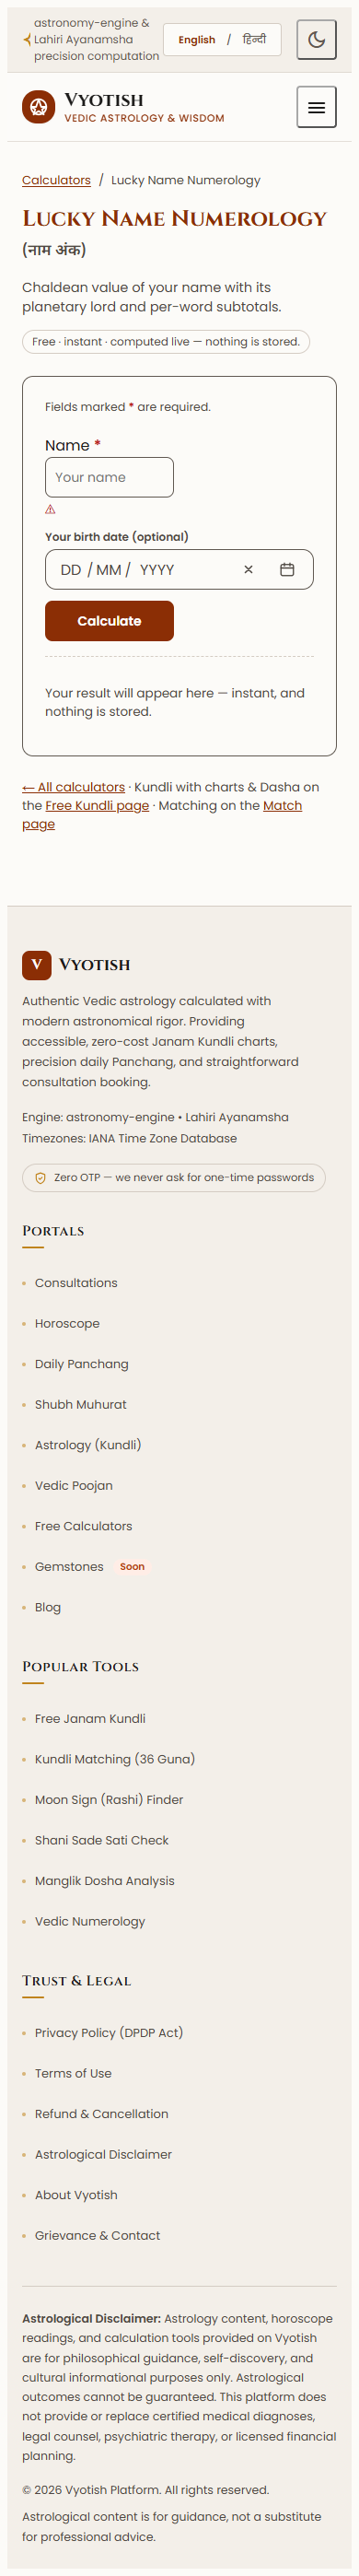 astronomy-engine &
Lahiri Ayanamsha
precision computation
English / हिन्दी
Vyotish
VEDIC ASTROLOGY & WISDOM
Calculators / Lucky Name Numerology
Lucky Name Numerology
(नाम अंक)
Chaldean value of your name with its
planetary lord and per-word subtotals.
Free · instant · computed live — nothing is stored.
Fields marked * are required.
Name *
Your name
Your birth date (optional)
DD / MM / YYYY
Calculate
Your result will appear here — instant, and
nothing is stored.
← All calculators · Kundli with charts & Dasha on
the Free Kundli page · Matching on the Match
page
V Vyotish
Authentic Vedic astrology calculated with
modern astronomical rigor. Providing
accessible, zero-cost Janam Kundli charts,
precision daily Panchang, and straightforward
consultation booking.
Engine: astronomy-engine • Lahiri Ayanamsha
Timezones: IANA Time Zone Database
Zero OTP — we never ask for one-time passwords
Portals
Consultations
Horoscope
Daily Panchang
Shubh Muhurat
Astrology (Kundli)
Vedic Poojan
Free Calculators
Gemstones Soon
Blog
Popular Tools
Free Janam Kundli
Kundli Matching (36 Guna)
Moon Sign (Rashi) Finder
Shani Sade Sati Check
Manglik Dosha Analysis
Vedic Numerology
Trust & Legal
Privacy Policy (DPDP Act)
Terms of Use
Refund & Cancellation
Astrological Disclaimer
About Vyotish
Grievance & Contact
Astrological Disclaimer: Astrology content, horoscope
readings, and calculation tools provided on Vyotish
are for philosophical guidance, self-discovery, and
cultural informational purposes only. Astrological
outcomes cannot be guaranteed. This platform does
not provide or replace certified medical diagnoses,
legal counsel, psychiatric therapy, or licensed financial
planning.
© 2026 Vyotish Platform. All rights reserved.
Astrological content is for guidance, not a substitute
for professional advice.